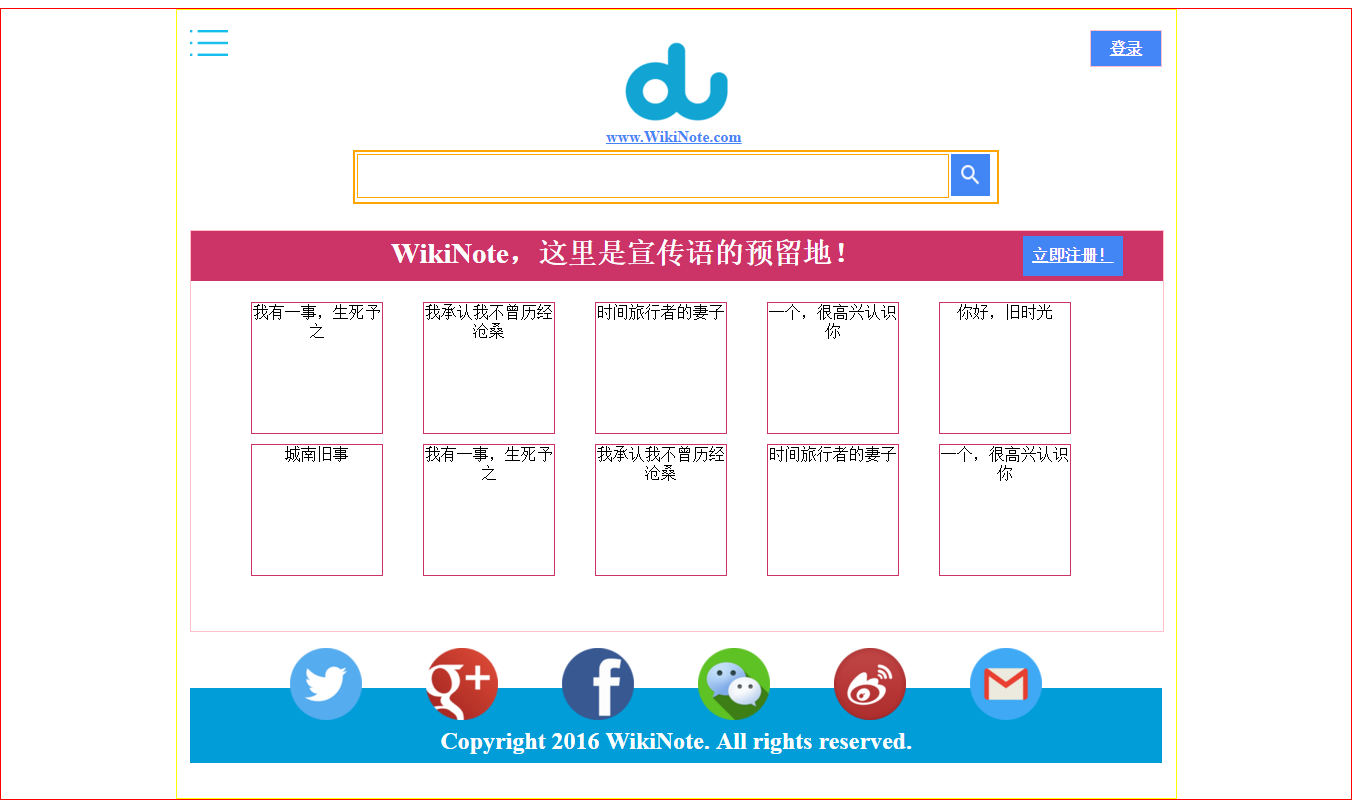 登录
du
www.WikiNote.com
WikiNote，这里是宣传语的预留地！
立即注册！
我有一事，生死予
之
我承认我不曾历经
沧桑
时间旅行者的妻子
一个，很高兴认识
你
你好，旧时光
城南旧事
我有一事，生死予
之
我承认我不曾历经
沧桑
时间旅行者的妻子
一个，很高兴认识
你
g+
f
Copyright 2016 WikiNote. All rights reserved.